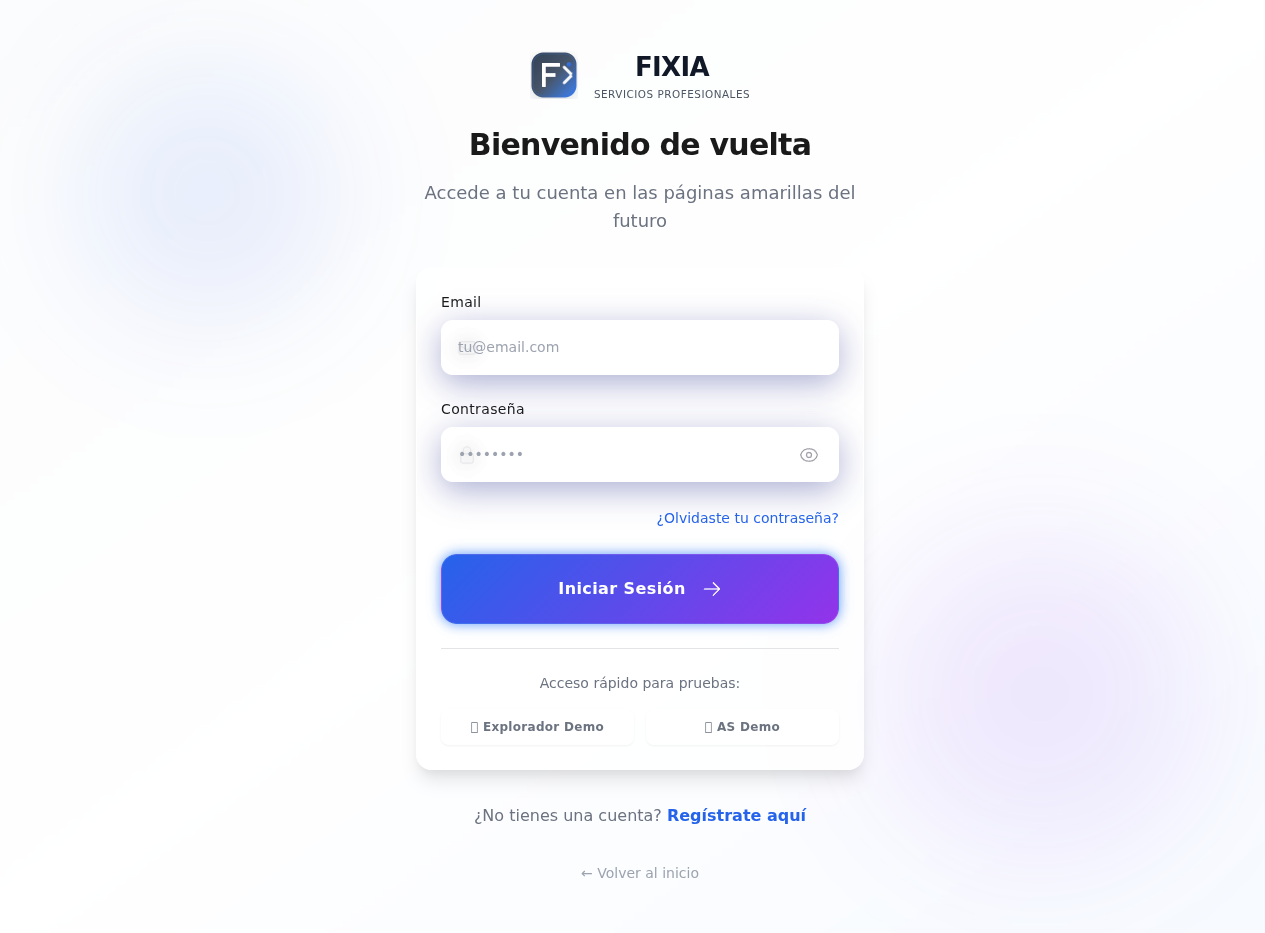 FIXIA
SERVICIOS PROFESIONALES
Bienvenido de vuelta
Accede a tu cuenta en las páginas amarillas del
futuro
Email
tu@email.com
Contraseña
••••••••
¿Olvidaste tu contraseña?
Iniciar Sesión →
Acceso rápido para pruebas:
Explorador Demo
AS Demo
¿No tienes una cuenta? Regístrate aquí
← Volver al inicio